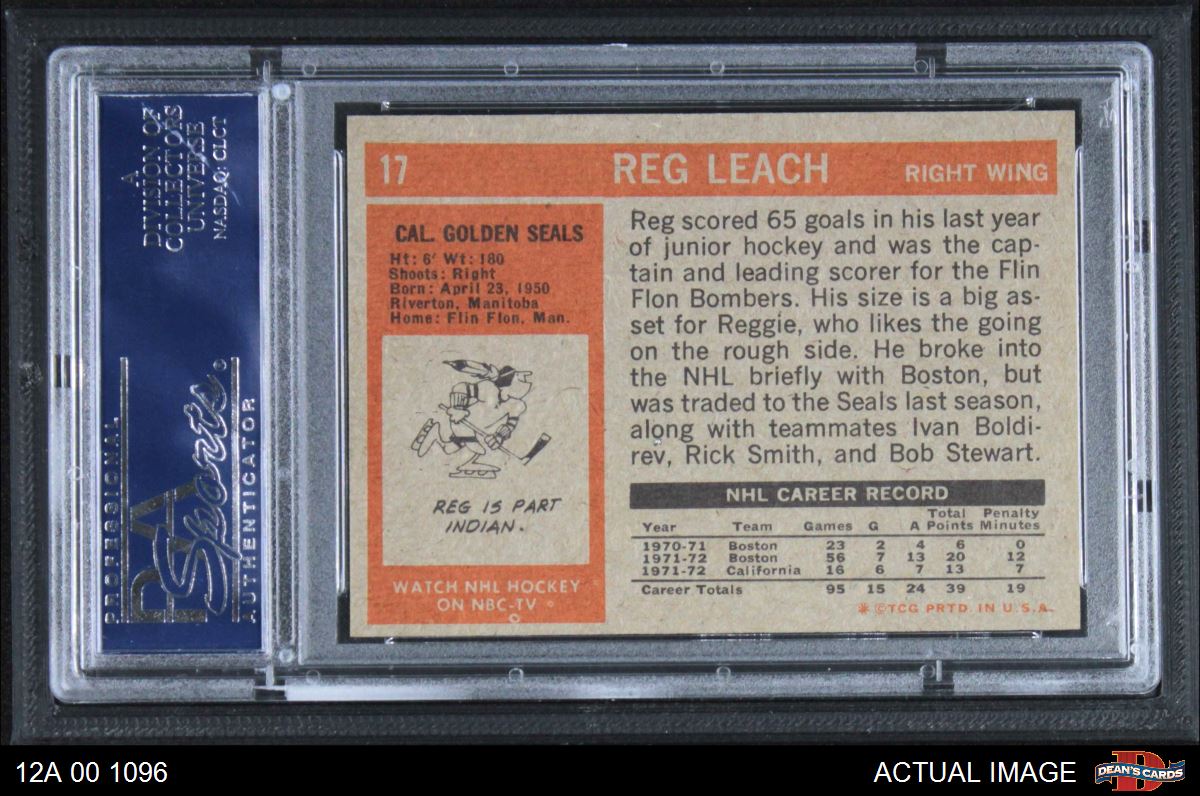 A
DIVISION OF
COLLECTORS
UNIVERSE
NASDAQ: CLCT
PROFESSIONAL
PSA
Sports
AUTHENTICATOR
17 REG LEACH RIGHT WING
CAL. GOLDEN SEALS
Ht: 6' Wt: 180
Shoots: Right
Born: April 23, 1950
Riverton, Manitoba
Home: Flin Flon, Man.
REG IS PART
INDIAN.
WATCH NHL HOCKEY
ON NBC-TV
Reg scored 65 goals in his last year
of junior hockey and was the cap-
tain and leading scorer for the Flin
Flon Bombers. His size is a big as-
set for Reggie, who likes the going
on the rough side. He broke into
the NHL briefly with Boston, but
was traded to the Seals last season,
along with teammates Ivan Boldi-
rev, Rick Smith, and Bob Stewart.
NHL CAREER RECORD
Total Penalty
Year Team Games G A Points Minutes
1970-71 Boston 23 2 4 6 0
1971-72 Boston 56 7 13 20 12
1971-72 California 16 6 7 13 7
Career Totals 95 15 24 39 19
* ©TCG PRTD. IN U.S.A.
12A 00 1096
ACTUAL IMAGE
D
DEAN'S CARDS